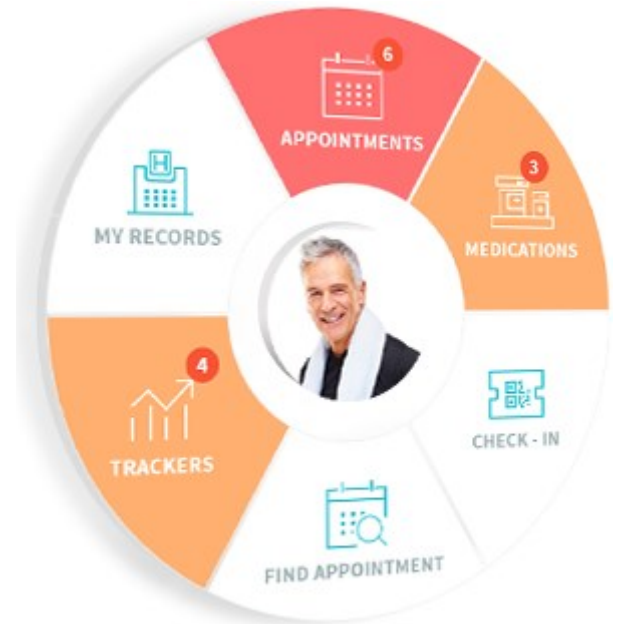 6
APPOINTMENTS
3
MEDICATIONS
H
MY RECORDS
4
TRACKERS
CHECK - IN
FIND APPOINTMENT